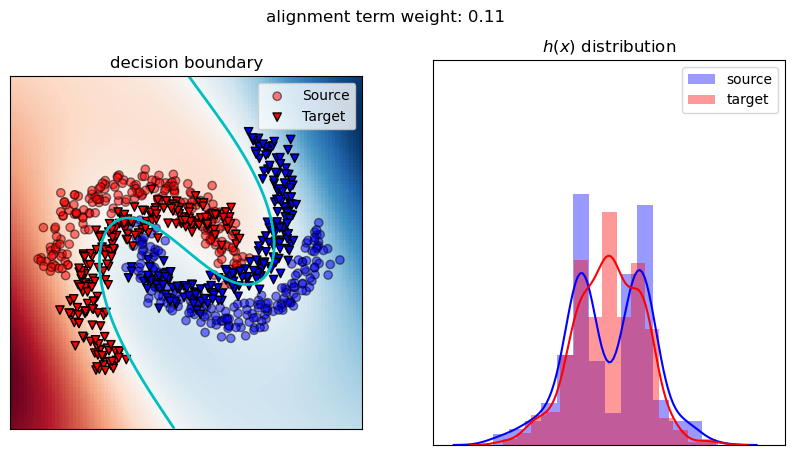 alignment term weight: 0.11
decision boundary
Source
Target
h(x) distribution
source
target